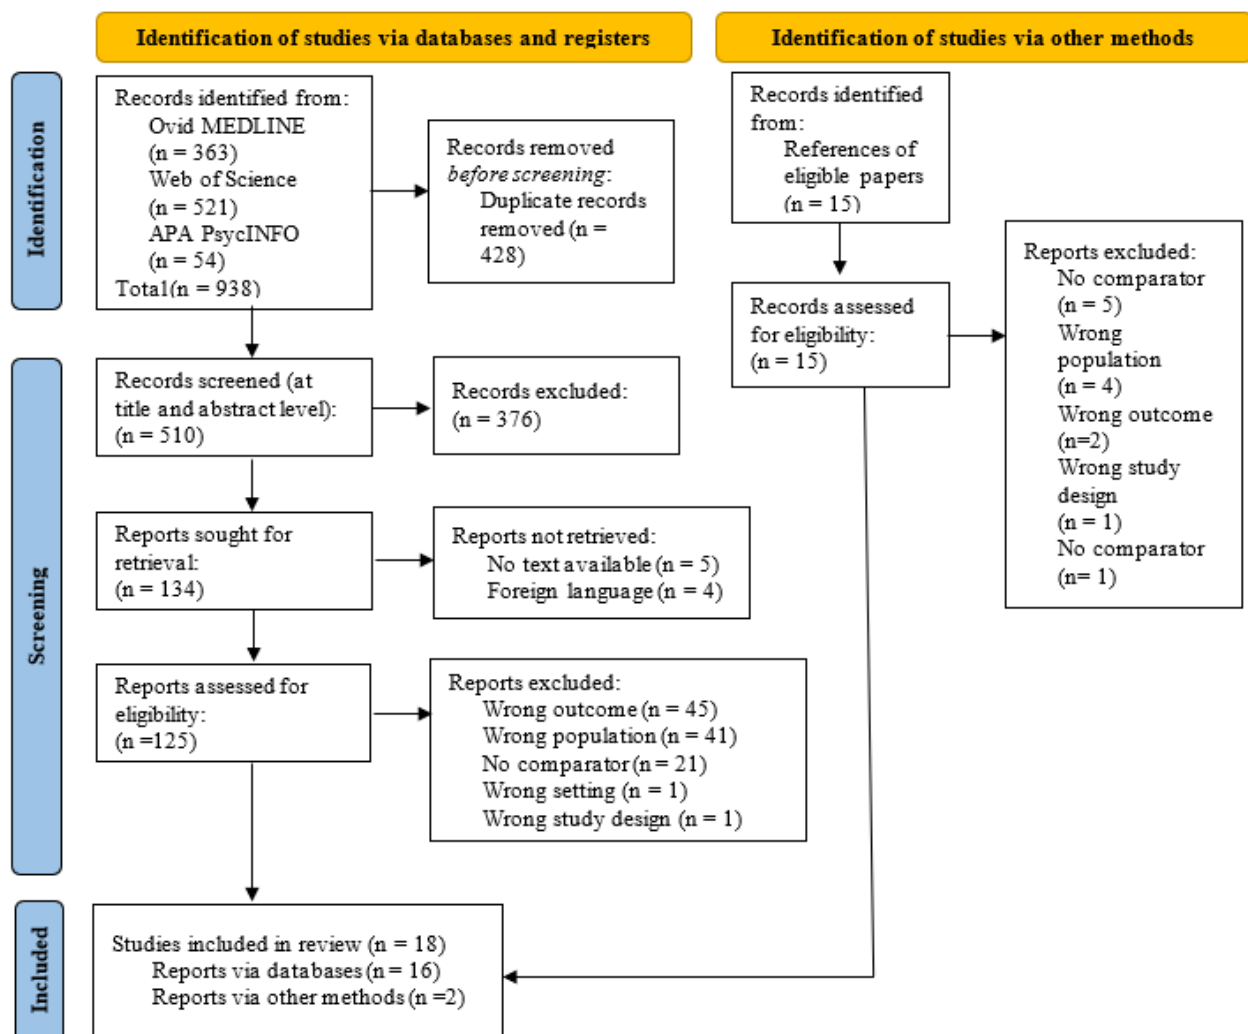 Identification of studies via databases and registers
Identification of studies via other methods
Identification
Records identified from:
Ovid MEDLINE
(n = 363)
Web of Science
(n = 521)
APA PsycINFO
(n = 54)
Total (n = 938)
Records removed
before screening:
Duplicate records
removed (n =
428)
Records identified
from:
References of
eligible papers
(n = 15)
Records assessed
for eligibility:
(n = 15)
Reports excluded:
No comparator
(n = 5)
Wrong
population
(n = 4)
Wrong outcome
(n=2)
Wrong study
design
(n = 1)
No comparator
(n= 1)
Screening
Records screened (at
title and abstract level):
(n = 510)
Records excluded:
(n = 376)
Reports sought for
retrieval:
(n = 134)
Reports not retrieved:
No text available (n = 5)
Foreign language (n = 4)
Reports assessed for
eligibility:
(n =125)
Reports excluded:
Wrong outcome (n = 45)
Wrong population (n = 41)
No comparator (n = 21)
Wrong setting (n = 1)
Wrong study design (n = 1)
Included
Studies included in review (n = 18)
Reports via databases (n = 16)
Reports via other methods (n =2)